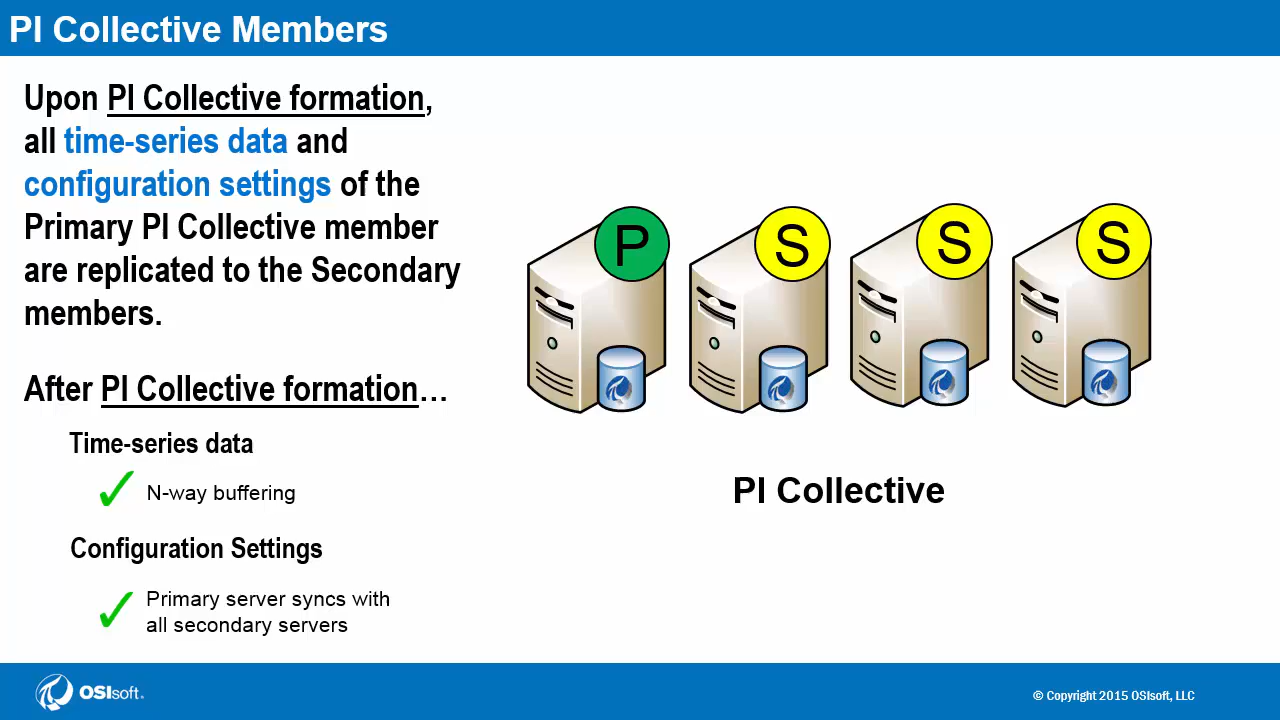 PI Collective Members
Upon PI Collective formation,
all time-series data and
configuration settings of the
Primary PI Collective member
are replicated to the Secondary
members.
After PI Collective formation…
Time-series data
N-way buffering
Configuration Settings
Primary server syncs with
all secondary servers
P
S
S
S
PI Collective
OSIsoft.
© Copyright 2015 OSIsoft, LLC